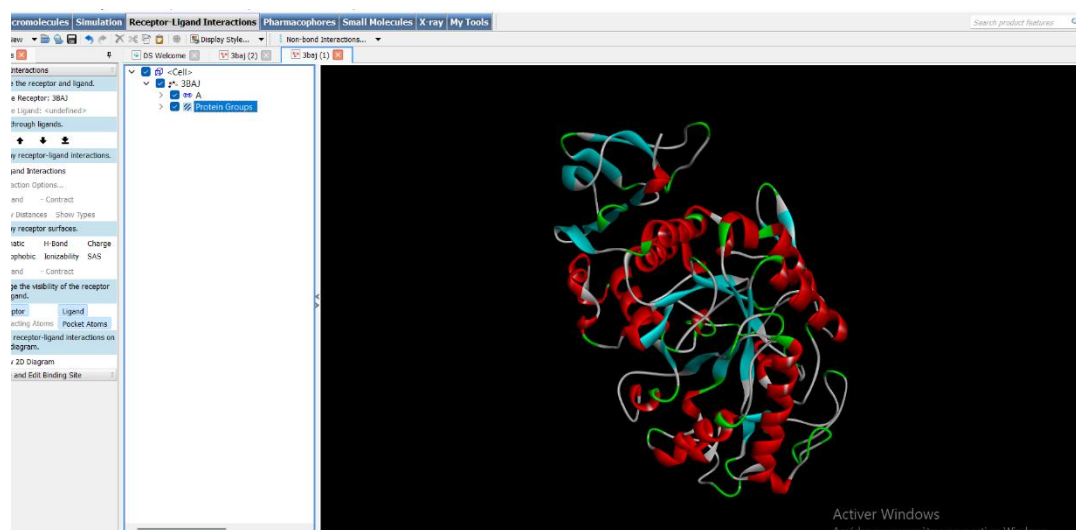 cromolecules Simulation Receptor-Ligand Interactions Pharmacophores Small Molecules X-ray My Tools
Search product features
ew Display Style... Non-bond Interactions...
s DS Welcome 3baj (2) 3baj (1)
Interactions
e the receptor and ligand.
e Receptor: 3BAJ
e Ligand: <undefined>
hrough ligands.
y receptor-ligand interactions.
and Interactions
action Options...
and - Contract
v Distances Show Types
y receptor surfaces.
atic H-Bond Charge
ophobic Ionizability SAS
and - Contract
ge the visibility of the receptor
gand.
ptor Ligand
acting Atoms Pocket Atoms
receptor-ligand interactions on
diagram.
v 2D Diagram
and Edit Binding Site
<Cell>
3BAJ
A
Protein Groups
Activer Windows